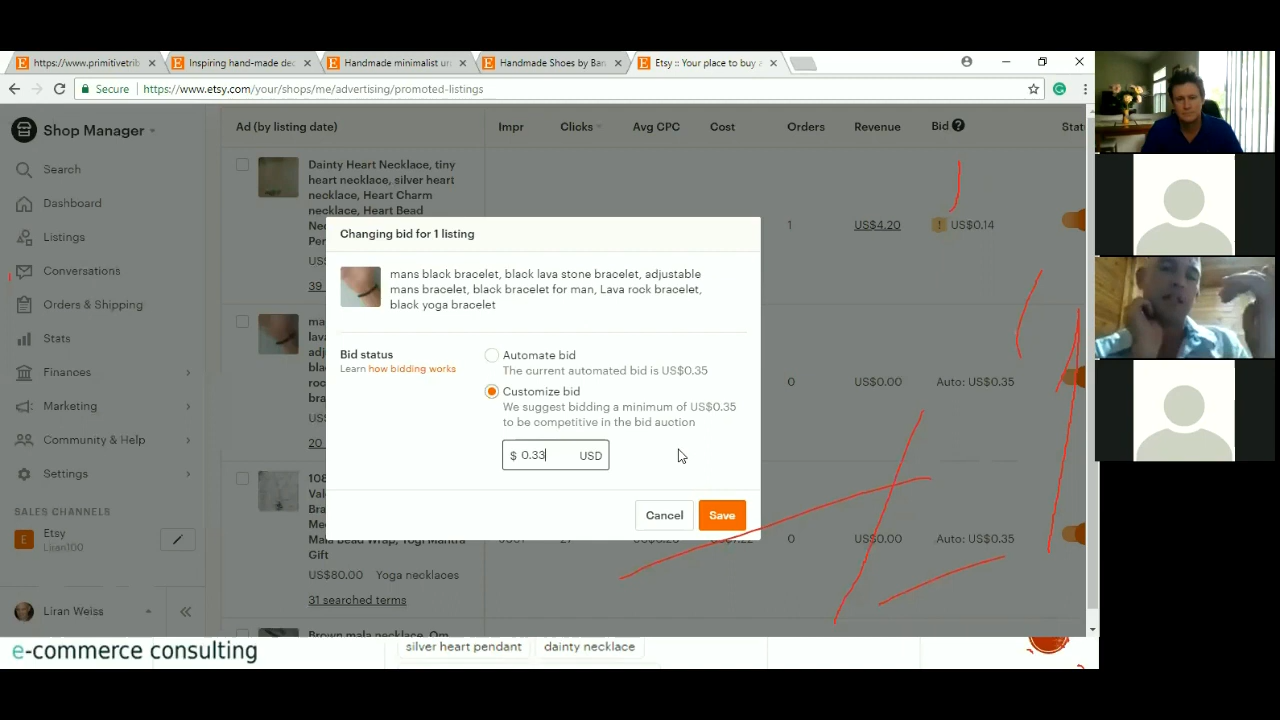 https://www.primitivetrib
Inspiring hand-made de
Handmade minimalist un
Handmade Shoes by Ban
Etsy :: Your place to buy a
Secure
https://www.etsy.com/your/shops/me/advertising/promoted-listings
Shop Manager
Ad (by listing date)
Impr
Clicks
Avg CPC
Cost
Orders
Revenue
Bid
Stat
Search
Dashboard
Listings
Conversations
Orders & Shipping
Stats
Finances
Marketing
Community & Help
Settings
SALES CHANNELS
Etsy
Liran100
Liran Weiss
Dainty Heart Necklace, tiny
heart necklace, silver heart
necklace, Heart Charm
necklace, Heart Bead
39
1
US$4.20
US$0.14
Changing bid for 1 listing
mans black bracelet, black lava stone bracelet, adjustable
mans bracelet, black bracelet for man, Lava rock bracelet,
black yoga bracelet
Bid status
Learn how bidding works
Automate bid
The current automated bid is US$0.35
Customize bid
We suggest bidding a minimum of US$0.35
to be competitive in the bid auction
$ 0.33 USD
Cancel
Save
20
0
US$0.00
Auto: US$0.35
108
Mala Bead Wrap, Yogi Mantra
Gift
US$80.00 Yoga necklaces
31 searched terms
0
US$0.00
Auto: US$0.35
e-commerce consulting
silver heart pendant
dainty necklace